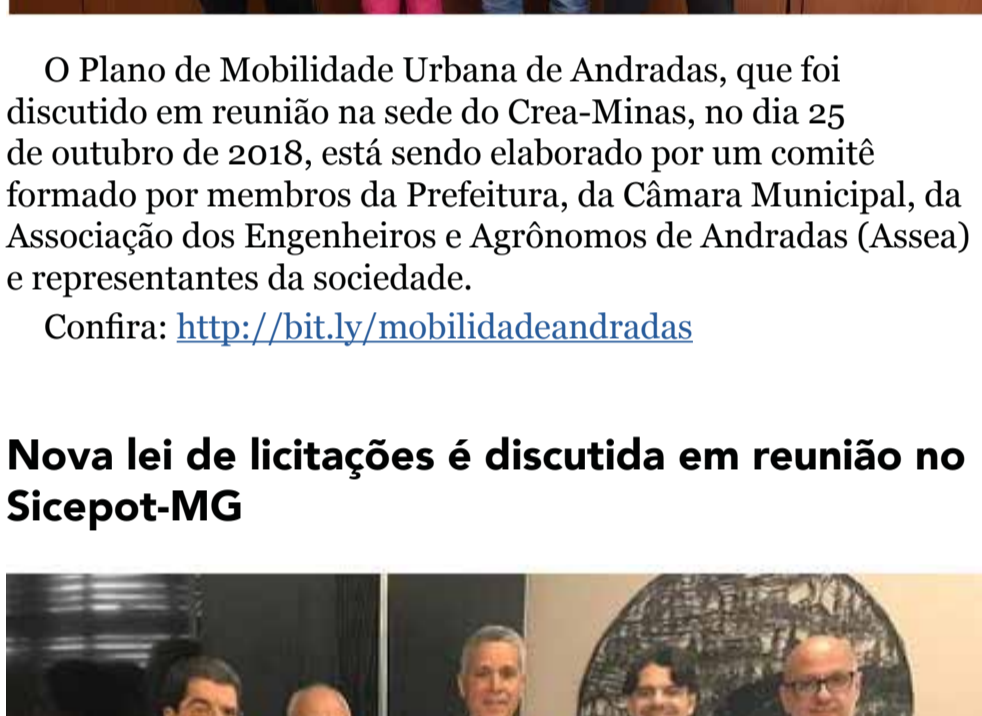 O Plano de Mobilidade Urbana de Andradas, que foi
discutido em reunião na sede do Crea-Minas, no dia 25
de outubro de 2018, está sendo elaborado por um comitê
formado por membros da Prefeitura, da Câmara Municipal, da
Associação dos Engenheiros e Agrônomos de Andradas (Assea)
e representantes da sociedade.
Confira: http://bit.ly/mobilidadeandradas
Nova lei de licitações é discutida em reunião no
Sicepot-MG